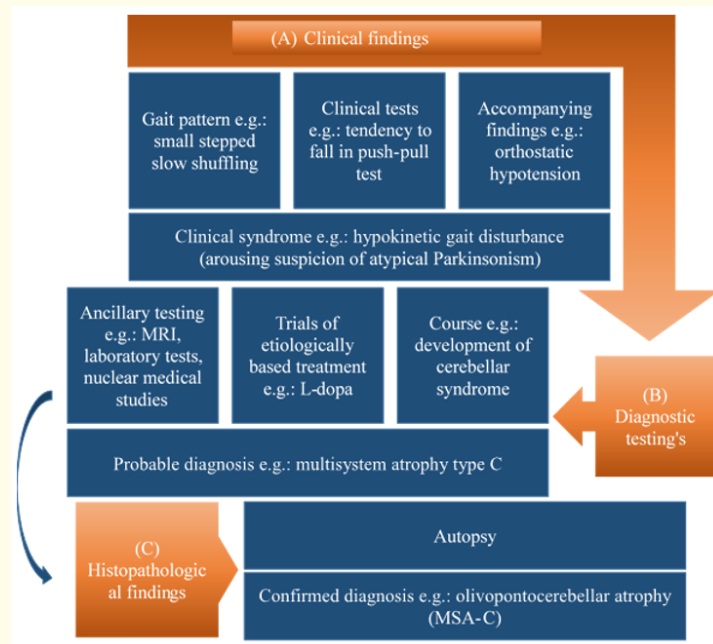 (A) Clinical findings
Gait pattern e.g.:
small stepped
slow shuffling
Clinical tests
e.g.: tendency to
fall in push-pull
test
Accompanying
findings e.g.:
orthostatic
hypotension
Clinical syndrome e.g.: hypokinetic gait disturbance
(arousing suspicion of atypical Parkinsonism)
Ancillary testing
e.g.: MRI,
laboratory tests,
nuclear medical
studies
Trials of
etiologically
based treatment
e.g.: L-dopa
Course e.g.:
development of
cerebellar
syndrome
(B)
Diagnostic
testing's
Probable diagnosis e.g.: multisystem atrophy type C
(C)
Histopathologic
al findings
Autopsy
Confirmed diagnosis e.g.: olivopontocerebellar atrophy
(MSA-C)